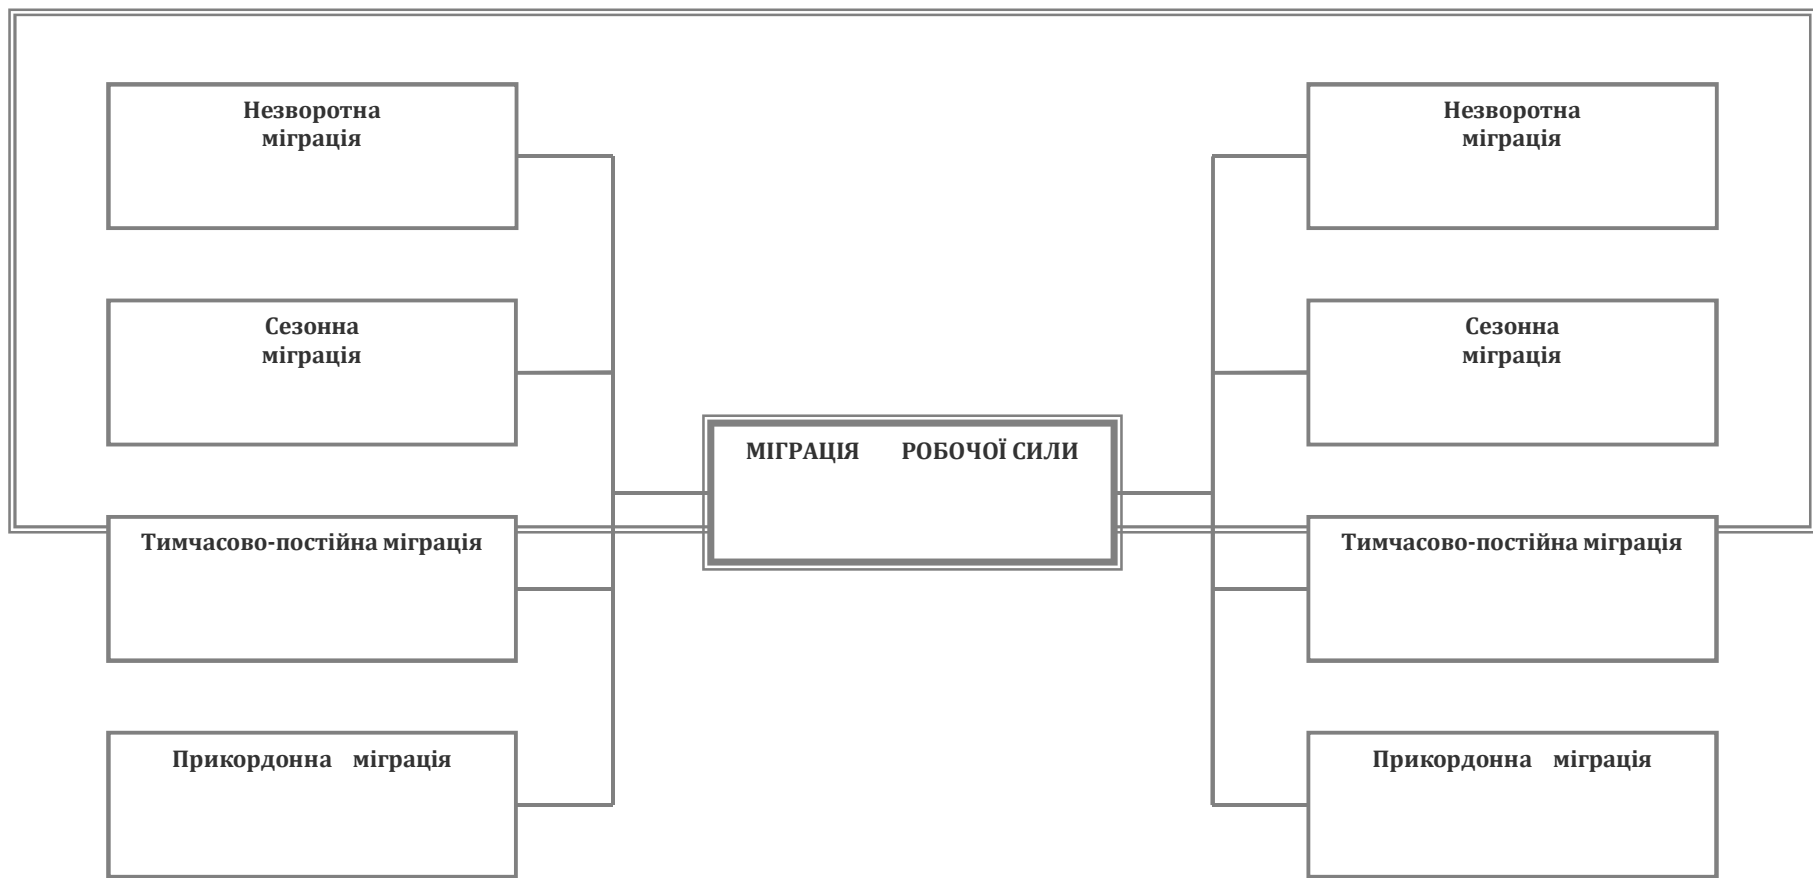 Незворотна
міграція
Незворотна
міграція
Сезонна
міграція
Сезонна
міграція
МІГРАЦІЯ РОБОЧОЇ СИЛИ
Тимчасово-постійна міграція
Тимчасово-постійна міграція
Прикордонна міграція
Прикордонна міграція